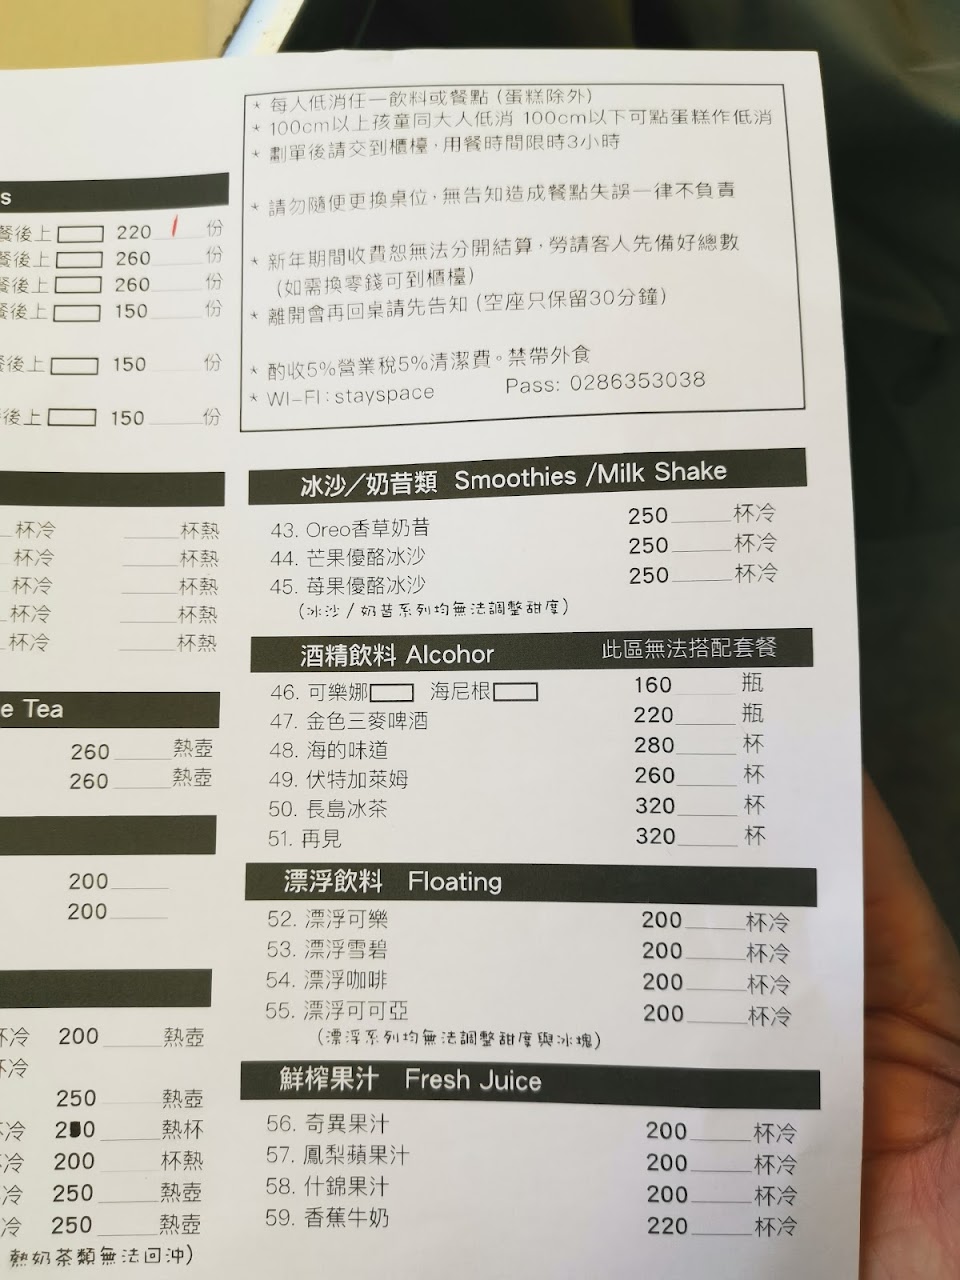 * 每人低消任一飲料或餐點 (蛋糕除外)
* 100cm以上孩童同大人低消 100cm以下可點蛋糕作低消
* 劃單後請交到櫃檯，用餐時間限時3小時
* 請勿隨便更換桌位，無告知造成餐點失誤一律不負責
* 新年期間收費恕無法分開結算，勞請客人先備好總數
(如需換零錢可到櫃檯)
* 離開會再回桌請先告知 (空座只保留30分鐘)
* 酌收5%營業稅5%清潔費。禁帶外食
* WI-FI：stayspace Pass: 0286353038
s
餐後上 220 份
餐後上 260 份
餐後上 260 份
餐後上 150 份
餐後上 150 份
後上 150 份
杯冷 杯熱
杯冷 杯熱
杯冷 杯熱
杯冷 杯熱
杯冷 杯熱
e Tea
260 熱壺
260 熱壺
200
200
杯冷 200 熱壺
杯冷
250 熱壺
冷 2 0 熱杯
冷 200 杯熱
冷 250 熱壺
冷 250 熱壺
熱奶茶類無法回沖)
冰沙／奶昔類 Smoothies /Milk Shake
43. Oreo香草奶昔 250 杯冷
44. 芒果優酪冰沙 250 杯冷
45. 莓果優酪冰沙 250 杯冷
(冰沙／奶昔系列均無法調整甜度)
酒精飲料 Alcohor 此區無法搭配套餐
46. 可樂娜 海尼根 160 瓶
47. 金色三麥啤酒 220 瓶
48. 海的味道 280 杯
49. 伏特加萊姆 260 杯
50. 長島冰茶 320 杯
51. 再見 320 杯
漂浮飲料 Floating
52. 漂浮可樂 200 杯冷
53. 漂浮雪碧 200 杯冷
54. 漂浮咖啡 200 杯冷
55. 漂浮可可亞 200 杯冷
(漂浮系列均無法調整甜度與冰塊)
鮮榨果汁 Fresh Juice
56. 奇異果汁 200 杯冷
57. 鳳梨蘋果汁 200 杯冷
58. 什錦果汁 200 杯冷
59. 香蕉牛奶 220 杯冷